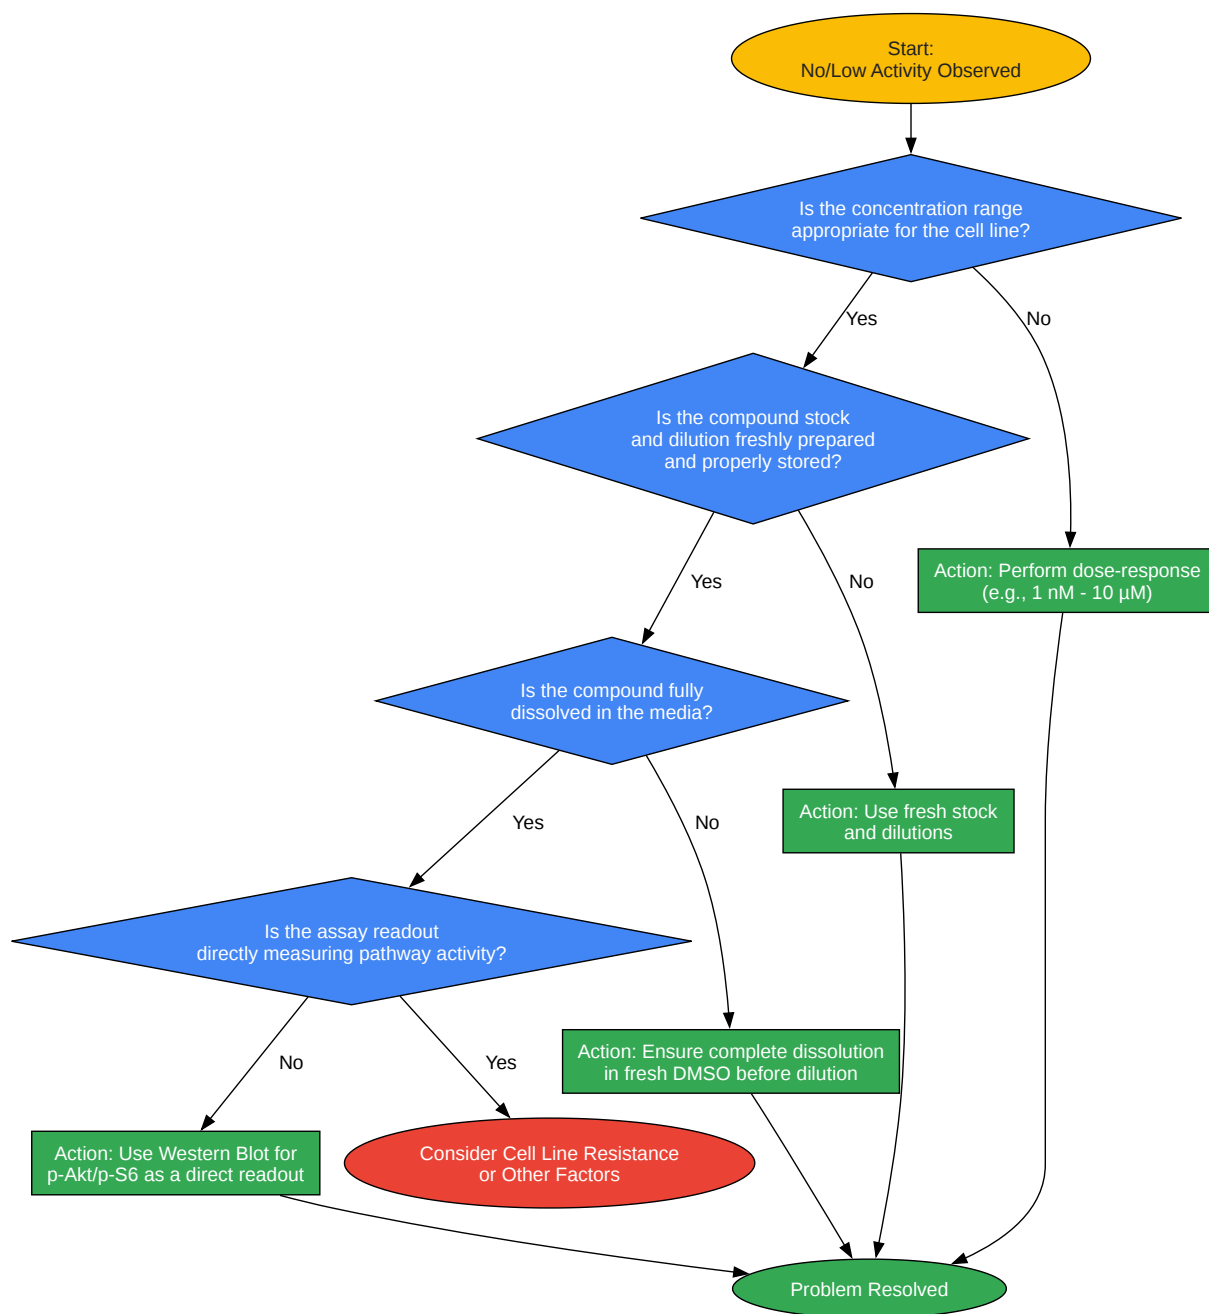 Start:
No/Low Activity Observed
Is the concentration range
appropriate for the cell line?
Yes
No
Is the compound stock
and dilution freshly prepared
and properly stored?
Yes
No
Action: Perform dose-response
(e.g., 1 nM - 10 µM)
Is the compound fully
dissolved in the media?
Yes
No
Action: Use fresh stock
and dilutions
Is the assay readout
directly measuring pathway activity?
No
Yes
Action: Ensure complete dissolution
in fresh DMSO before dilution
Action: Use Western Blot for
p-Akt/p-S6 as a direct readout
Consider Cell Line Resistance
or Other Factors
Problem Resolved